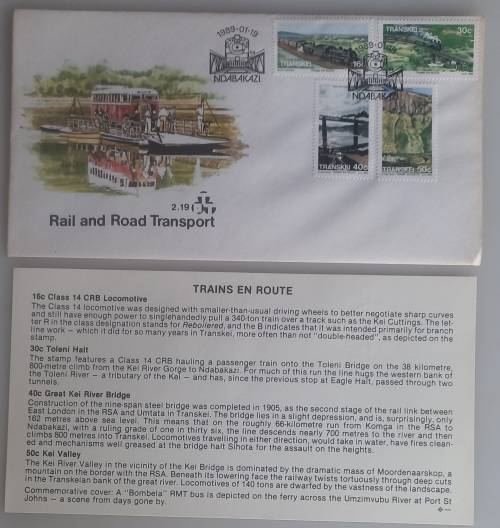 1989-01-19
NDABAKAZI
1989-01-19
NDABAKAZI
TRANSKEI 16c
TRANSKEI 30c
TRANSKEI 40c
TRANSKEI 50c
2.19
Rail and Road Transport
TRAINS EN ROUTE
16c Class 14 CRB Locomotive
The Class 14 locomotive was designed with smaller-than-usual driving wheels to better negotiate sharp curves
and still have enough power to singlehandedly pull a 340-ton train over a track such as the Kei Cuttings. The let-
ter R in the class designation stands for Reboilered, and the B indicates that it was intended primarily for branch
line work – which it did for so many years in Transkei, more often than not "double-headed", as depicted on the
stamp.
30c Toleni Halt
The stamp features a Class 14 CRB hauling a passenger train onto the Toleni Bridge on the 38 kilometre,
800-metre climb from the Kei River Gorge to Ndabakazi. For much of this run the line hugs the western bank of
the Toleni River – a tributary of the Kei – and has, since the previous stop at Eagle Halt, passed through two
tunnels.
40c Great Kei River Bridge
Construction of the nine-span steel bridge was completed in 1905, as the second stage of the rail link between
East London in the RSA and Umtata in Transkei. The bridge lies in a slight depression, and is, surprisingly, only
162 metres above sea level. This means that on the roughly 66-kilometre run from Komga in the RSA to
Ndabakazi, with a ruling grade of one in thirty six, the line descends nearly 700 metres to the river and then
climbs 800 metres into Transkei. Locomotives travelling in either direction, would take in water, have fires clean-
ed and mechanisms well greased at the bridge halt Sihota for the assault on the heights.
50c Kei Valley
The Kei River Valley in the vicinity of the Kei Bridge is dominated by the dramatic mass of Moordenaarskop, a
mountain on the border with the RSA. Beneath its lowering face the railway twists tortuously through deep cuts
in the Transkeian bank of the great river. Locomotives of 140 tons are dwarfed by the vastness of the landscape.
Commemorative cover: A "Bombela" RMT bus is depicted on the ferry across the Umzimvubu River at Port St
Johns – a scene from days gone by.